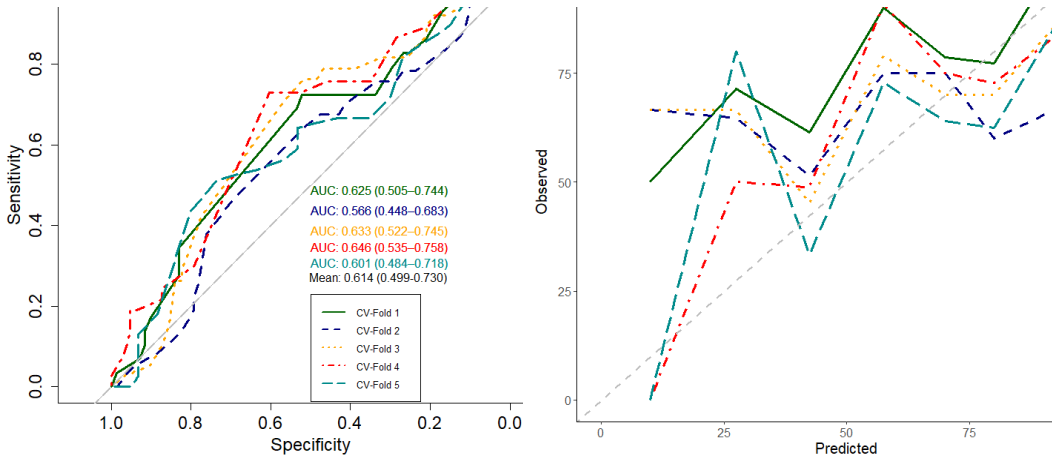 0.8
0.6
0.4
0.2
0.0
Sensitivity
AUC: 0.625 (0.505–0.744)
AUC: 0.566 (0.448–0.683)
AUC: 0.633 (0.522–0.745)
AUC: 0.646 (0.535–0.758)
AUC: 0.601 (0.484–0.718)
Mean: 0.614 (0.499-0.730)
CV-Fold 1
CV-Fold 2
CV-Fold 3
CV-Fold 4
CV-Fold 5
1.0 0.8 0.6 0.4 0.2 0.0
Specificity
75
50
25
0
Observed
0 25 50 75
Predicted